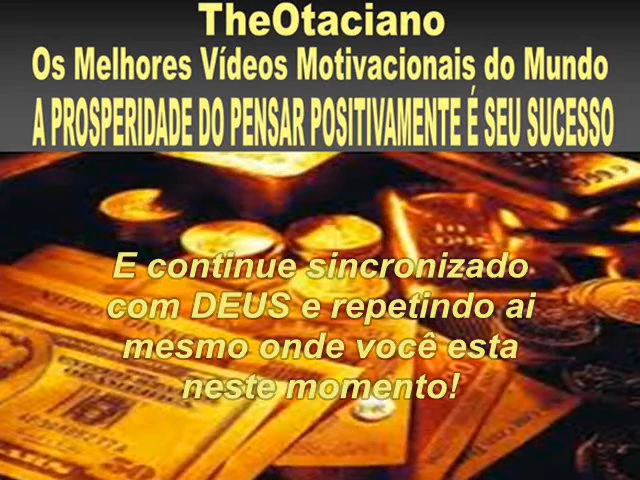 TheOtaciano
Os Melhores Vídeos Motivacionais do Mundo
A PROSPERIDADE DO PENSAR POSITIVAMENTE É SEU SUCESSO
E continue sincronizado
com DEUS e repetindo ai
mesmo onde você esta
neste momento!